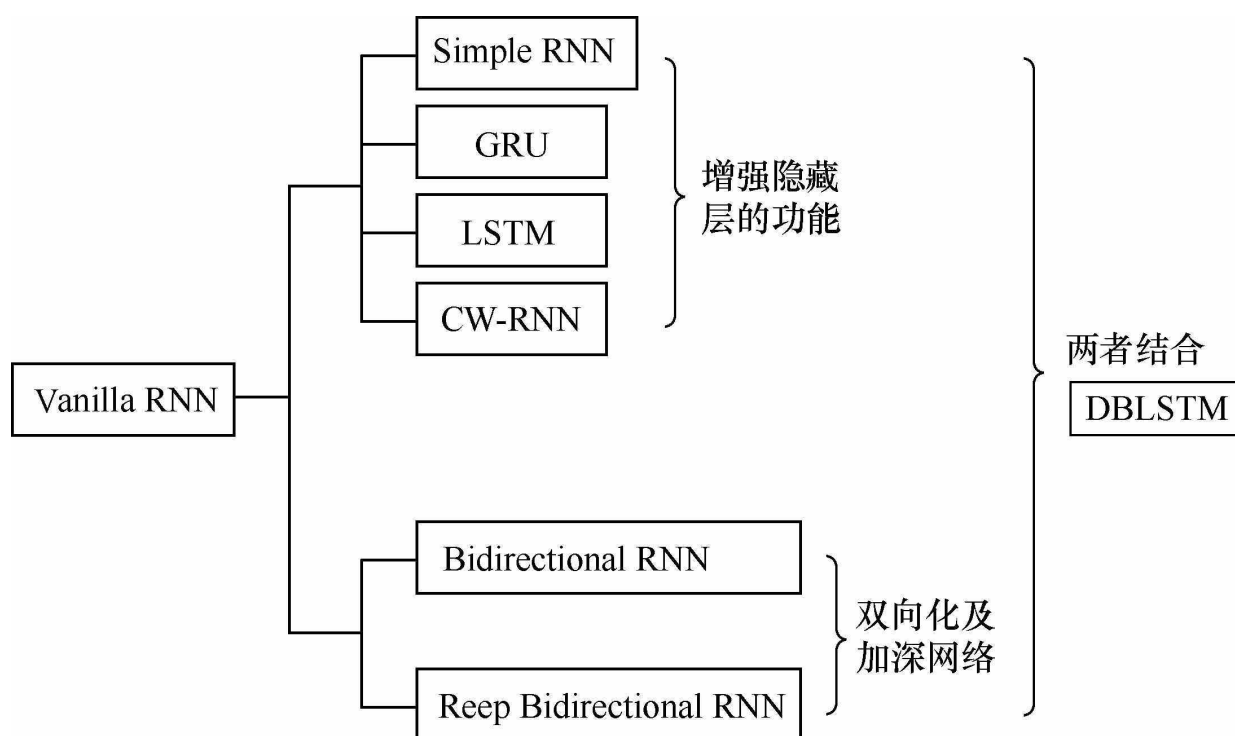 Simple RNN
GRU
LSTM
CW-RNN
增强隐藏
层的功能
Vanilla RNN
两者结合
DBLSTM
Bidirectional RNN
Reep Bidirectional RNN
双向化及
加深网络